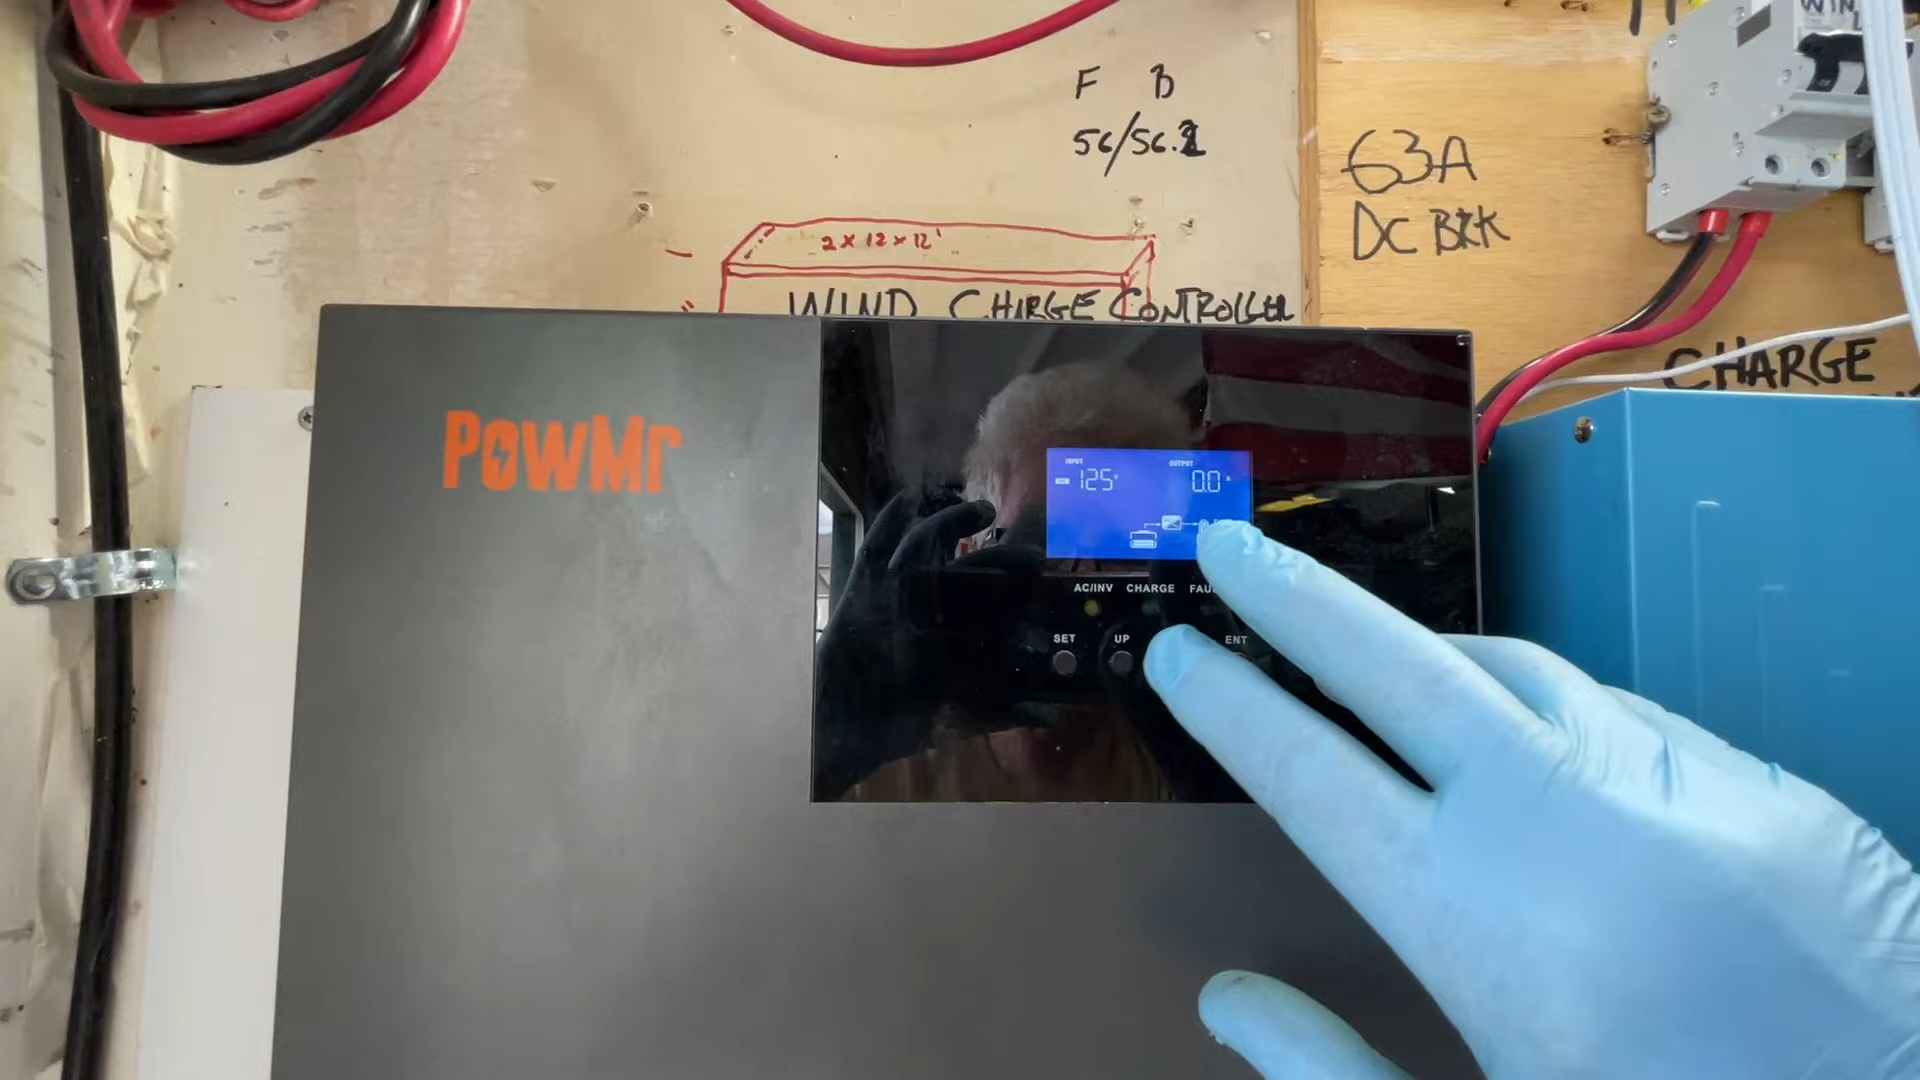 F B
56/56.2
63A
DC BRK
2 X 12 X 12'
WIND CHARGE CONTROLLER
CHARGE
PowMr
INPUT
125 V
OUTPUT
0.0 A
AC/INV CHARGE
SET UP ENT